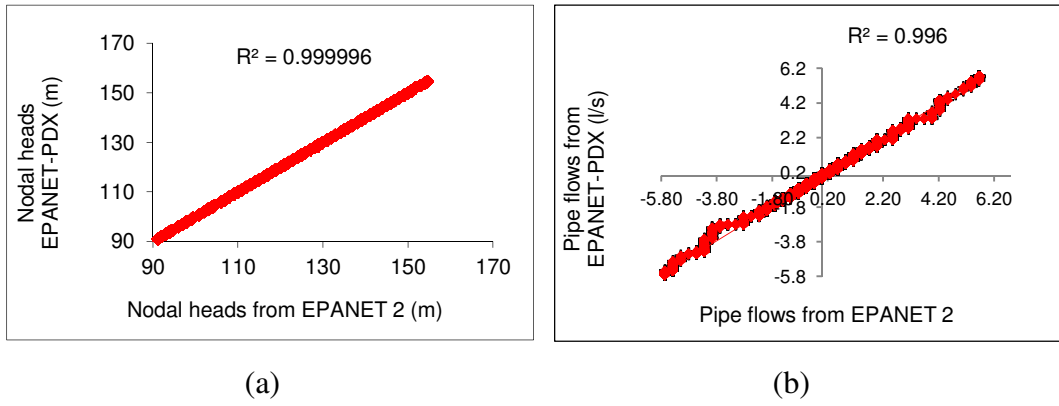 170
R² = 0.999996
150
130
110
90
90 110 130 150 170
Nodal heads
EPANET-PDX (m)
Nodal heads from EPANET 2 (m)
(a)
R² = 0.996
6.2
4.2
2.2
0.2
-5.80 -3.80 -1.80 0.20 2.20 4.20 6.20
-1.8
-3.8
-5.8
Pipe flows from
EPANET-PDX (l/s)
Pipe flows from EPANET 2
(b)